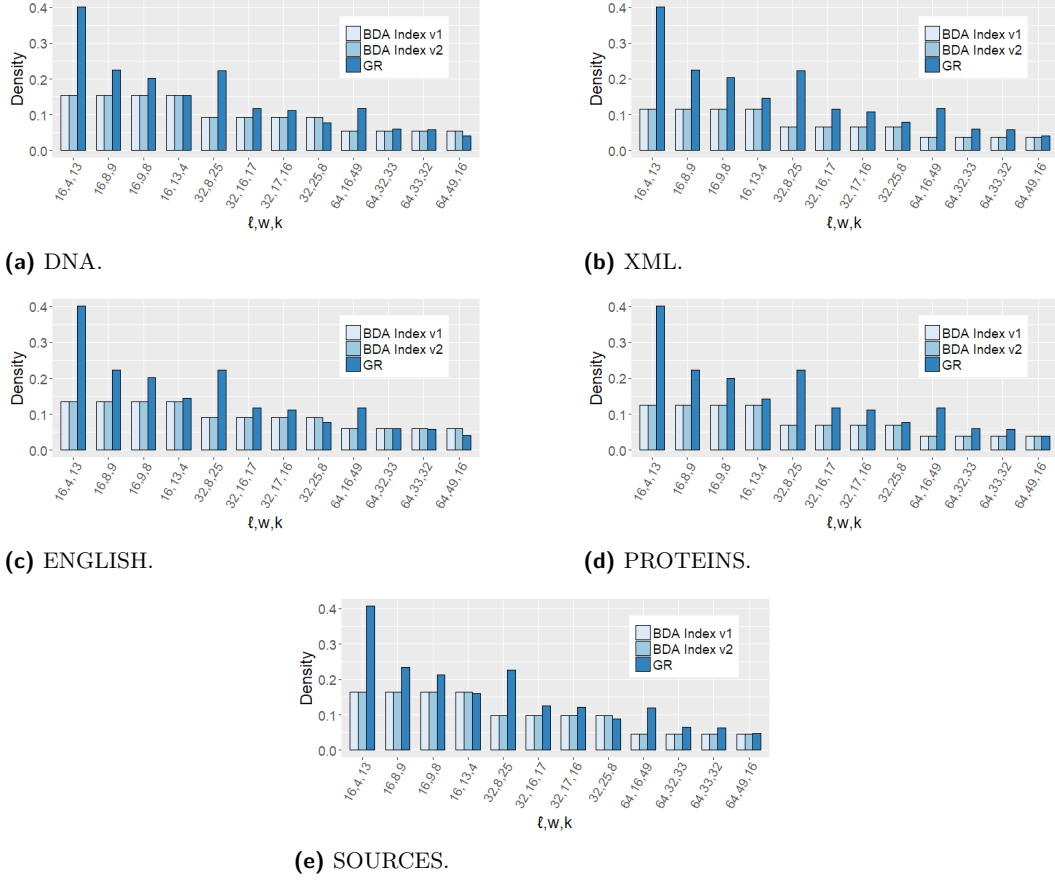 0.4
0.3
0.2
0.1
0.0
Density
BDA Index v1
BDA Index v2
GR
16,4,13
16,8,9
16,9,8
16,13,4
32,8,25
32,16,17
32,17,16
32,25,8
64,16,49
64,32,33
64,33,32
64,49,16
ℓ,w,k
(a) DNA.
0.4
0.3
0.2
0.1
0.0
Density
BDA Index v1
BDA Index v2
GR
16,4,13
16,8,9
16,9,8
16,13,4
32,8,25
32,16,17
32,17,16
32,25,8
64,16,49
64,32,33
64,33,32
64,49,16
ℓ,w,k
(b) XML.
0.4
0.3
0.2
0.1
0.0
Density
BDA Index v1
BDA Index v2
GR
16,4,13
16,8,9
16,9,8
16,13,4
32,8,25
32,16,17
32,17,16
32,25,8
64,16,49
64,32,33
64,33,32
64,49,16
ℓ,w,k
(c) ENGLISH.
0.4
0.3
0.2
0.1
0.0
Density
BDA Index v1
BDA Index v2
GR
16,4,13
16,8,9
16,9,8
16,13,4
32,8,25
32,16,17
32,17,16
32,25,8
64,16,49
64,32,33
64,33,32
64,49,16
ℓ,w,k
(d) PROTEINS.
0.4
0.3
0.2
0.1
0.0
Density
BDA Index v1
BDA Index v2
GR
16,4,13
16,8,9
16,9,8
16,13,4
32,8,25
32,16,17
32,17,16
32,25,8
64,16,49
64,32,33
64,33,32
64,49,16
ℓ,w,k
(e) SOURCES.